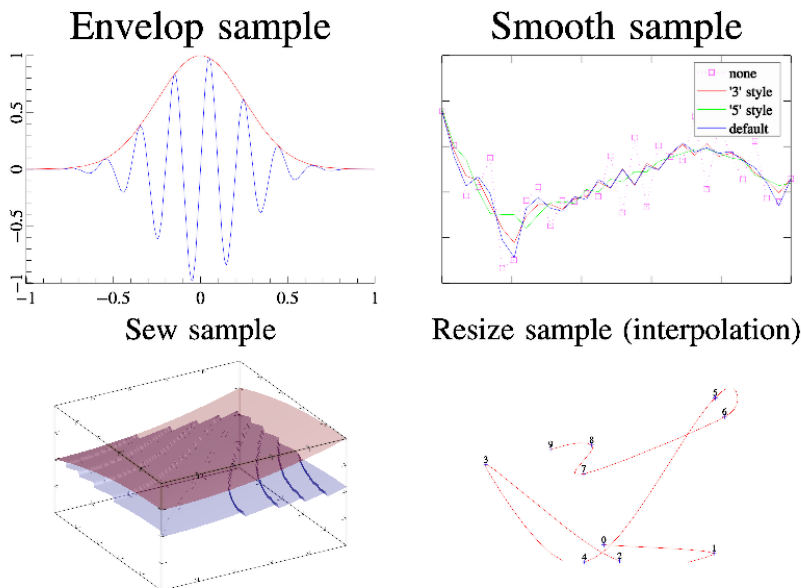 Envelop sample
1
0.5
0
−0.5
−1
−1
−0.5
0
0.5
1
Smooth sample
none
'3' style
'5' style
default
Sew sample
Resize sample (interpolation)
5
6
9
8
3
7
0
4
2
1